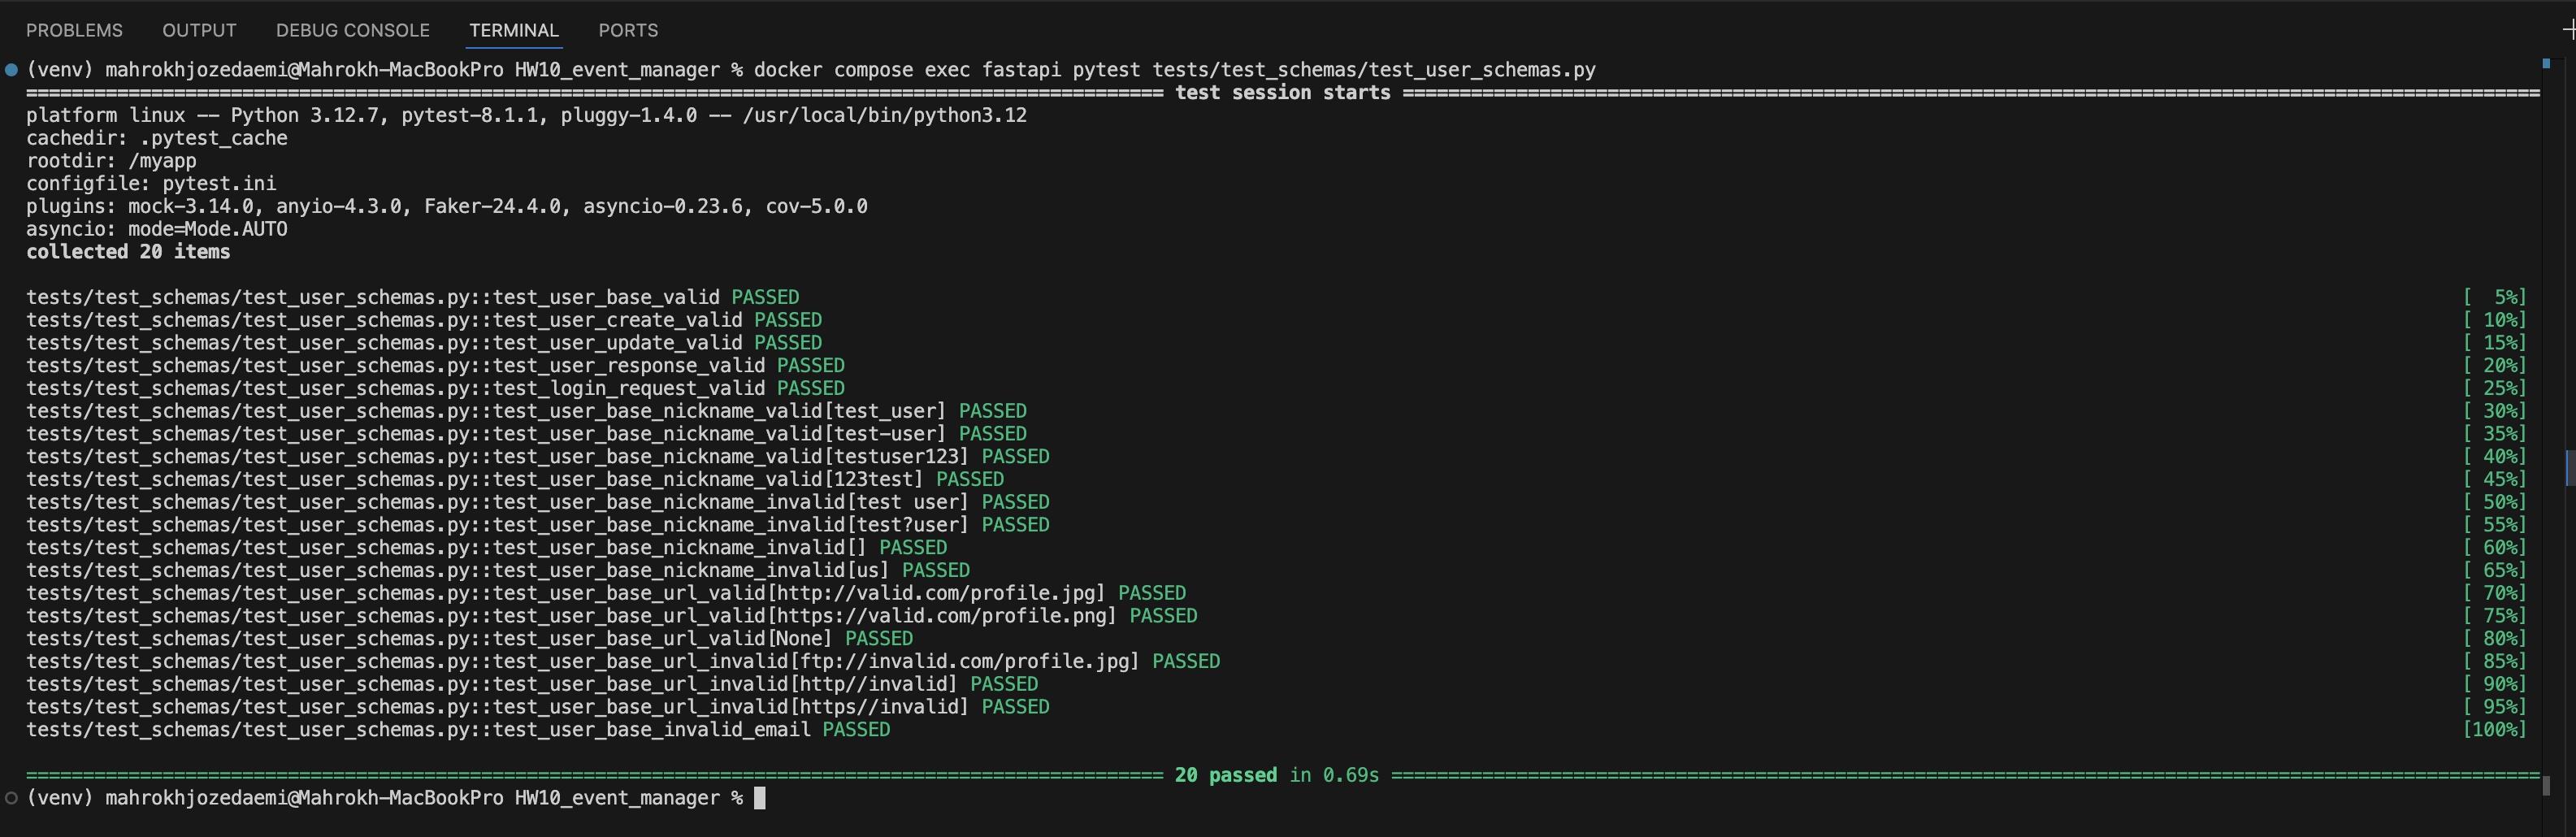 PROBLEMS OUTPUT DEBUG CONSOLE TERMINAL PORTS
(venv) mahrokhjozedaemi@Mahrokh-MacBookPro HW10_event_manager % docker compose exec fastapi pytest tests/test_schemas/test_user_schemas.py
==================================================================================================== test session starts ====================================================================================================
platform linux -- Python 3.12.7, pytest-8.1.1, pluggy-1.4.0 -- /usr/local/bin/python3.12
cachedir: .pytest_cache
rootdir: /myapp
configfile: pytest.ini
plugins: mock-3.14.0, anyio-4.3.0, Faker-24.4.0, asyncio-0.23.6, cov-5.0.0
asyncio: mode=Mode.AUTO
collected 20 items
tests/test_schemas/test_user_schemas.py::test_user_base_valid PASSED [  5%]
tests/test_schemas/test_user_schemas.py::test_user_create_valid PASSED [ 10%]
tests/test_schemas/test_user_schemas.py::test_user_update_valid PASSED [ 15%]
tests/test_schemas/test_user_schemas.py::test_user_response_valid PASSED [ 20%]
tests/test_schemas/test_user_schemas.py::test_login_request_valid PASSED [ 25%]
tests/test_schemas/test_user_schemas.py::test_user_base_nickname_valid[test_user] PASSED [ 30%]
tests/test_schemas/test_user_schemas.py::test_user_base_nickname_valid[test-user] PASSED [ 35%]
tests/test_schemas/test_user_schemas.py::test_user_base_nickname_valid[testuser123] PASSED [ 40%]
tests/test_schemas/test_user_schemas.py::test_user_base_nickname_valid[123test] PASSED [ 45%]
tests/test_schemas/test_user_schemas.py::test_user_base_nickname_invalid[test user] PASSED [ 50%]
tests/test_schemas/test_user_schemas.py::test_user_base_nickname_invalid[test?user] PASSED [ 55%]
tests/test_schemas/test_user_schemas.py::test_user_base_nickname_invalid[] PASSED [ 60%]
tests/test_schemas/test_user_schemas.py::test_user_base_nickname_invalid[us] PASSED [ 65%]
tests/test_schemas/test_user_schemas.py::test_user_base_url_valid[http://valid.com/profile.jpg] PASSED [ 70%]
tests/test_schemas/test_user_schemas.py::test_user_base_url_valid[https://valid.com/profile.png] PASSED [ 75%]
tests/test_schemas/test_user_schemas.py::test_user_base_url_valid[None] PASSED [ 80%]
tests/test_schemas/test_user_schemas.py::test_user_base_url_invalid[ftp://invalid.com/profile.jpg] PASSED [ 85%]
tests/test_schemas/test_user_schemas.py::test_user_base_url_invalid[http//invalid] PASSED [ 90%]
tests/test_schemas/test_user_schemas.py::test_user_base_url_invalid[https//invalid] PASSED [ 95%]
tests/test_schemas/test_user_schemas.py::test_user_base_invalid_email PASSED [100%]
==================================================================================================== 20 passed in 0.69s =====================================================================================================
(venv) mahrokhjozedaemi@Mahrokh-MacBookPro HW10_event_manager %